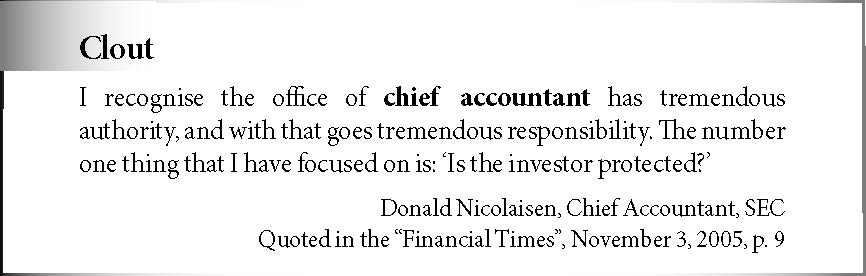 Clout
I recognise the office of chief accountant has tremendous
authority, and with that goes tremendous responsibility. The number
one thing that I have focused on is: ‘Is the investor protected?’
Donald Nicolaisen, Chief Accountant, SEC
Quoted in the “Financial Times”, November 3, 2005, p. 9